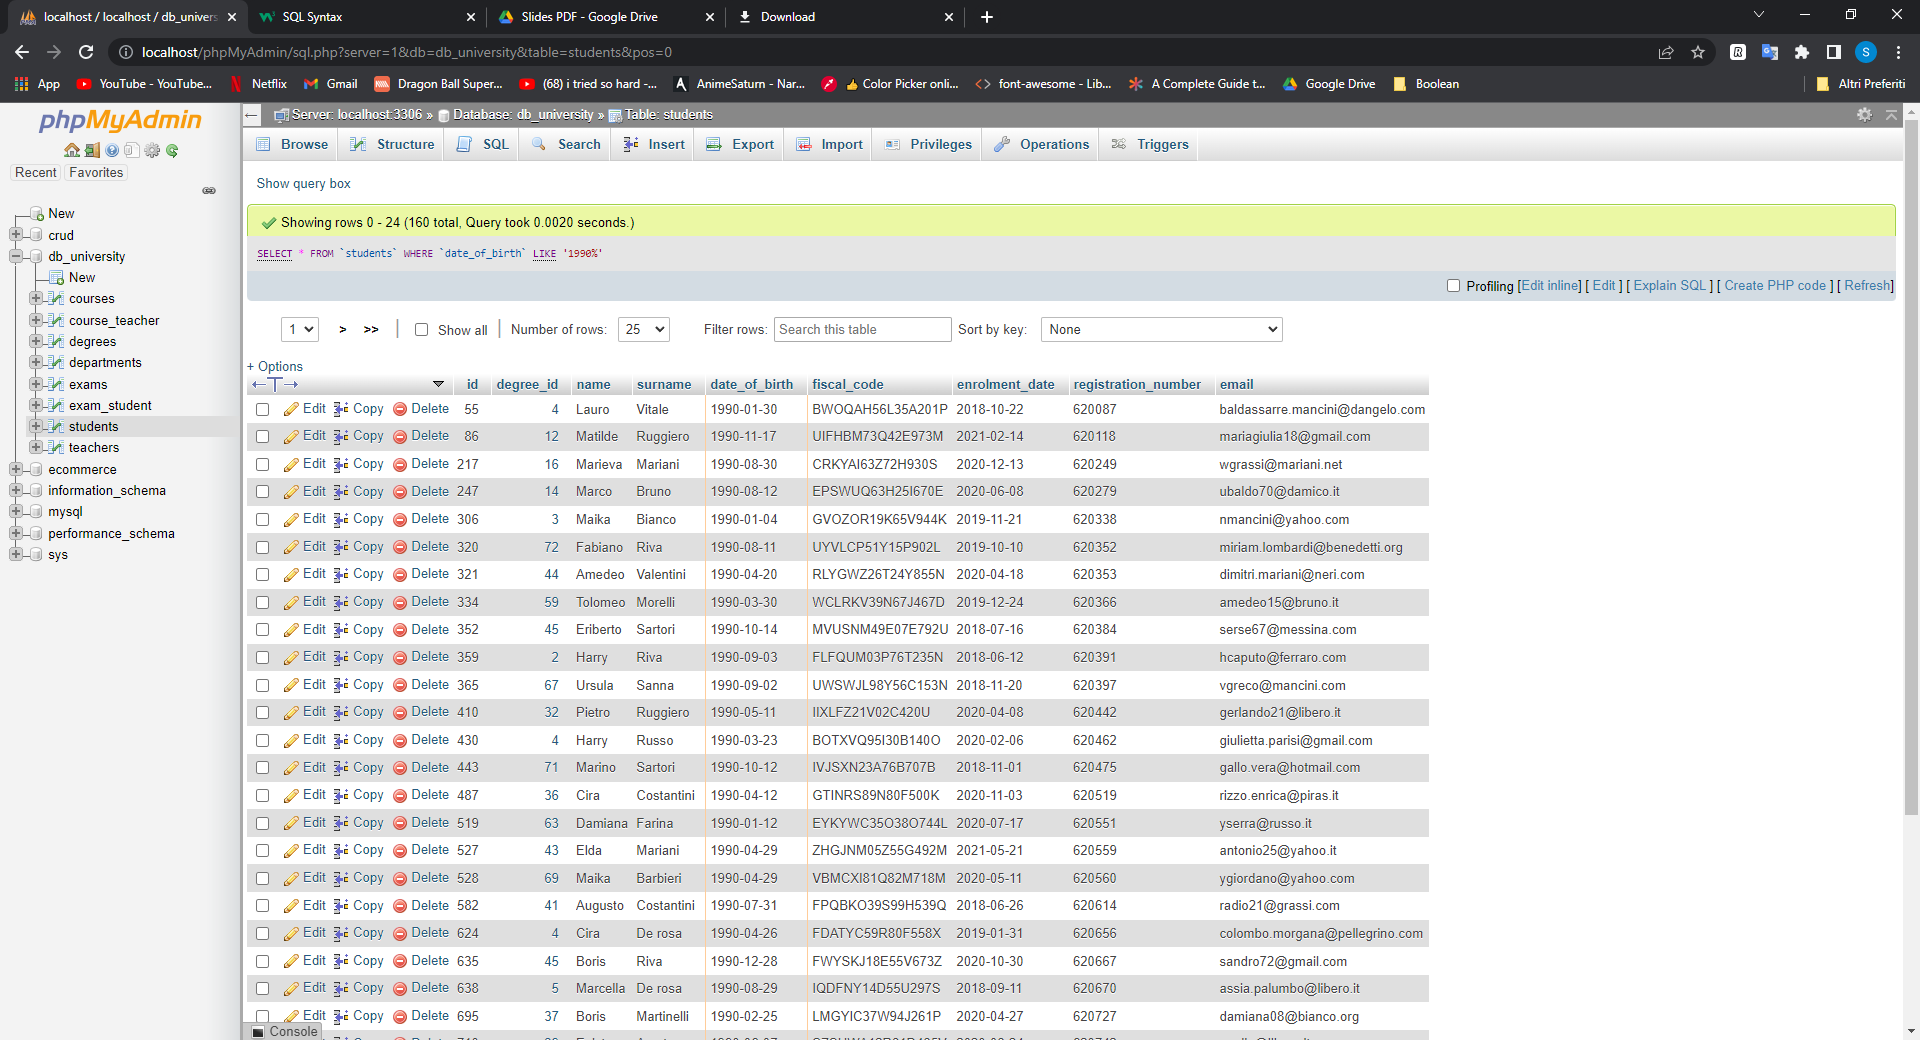 localhost / localhost / db_univers
SQL Syntax
Slides PDF - Google Drive
Download
localhost/phpMyAdmin/sql.php?server=1&db=db_university&table=students&pos=0
S
App
YouTube - YouTube...
Netflix
Gmail
Dragon Ball Super...
(68) i tried so hard -...
AnimeSaturn - Nar...
Color Picker onli...
font-awesome - Lib...
A Complete Guide t...
Google Drive
Boolean
Altri Preferiti
phpMyAdmin
Recent
Favorites
New
crud
db_university
New
courses
course_teacher
degrees
departments
exams
exam_student
students
teachers
ecommerce
information_schema
mysql
performance_schema
sys
Server: localhost:3306 » Database: db_university » Table: students
Browse Structure SQL Search Insert Export Import Privileges Operations Triggers
Show query box
Showing rows 0 - 24 (160 total, Query took 0.0020 seconds.)
SELECT * FROM `students` WHERE `date_of_birth` LIKE '1990%'
Profiling [Edit inline] [ Edit ] [ Explain SQL ] [ Create PHP code ] [ Refresh]
1 > >> | Show all | Number of rows: 25 Filter rows: Search this table Sort by key: None
+ Options
id degree_id name surname date_of_birth fiscal_code enrolment_date registration_number email
Edit Copy Delete 55 4 Lauro Vitale 1990-01-30 BWOQAH56L35A201P 2018-10-22 620087 baldassarre.mancini@dangelo.com
Edit Copy Delete 86 12 Matilde Ruggiero 1990-11-17 UIFHBM73Q42E973M 2021-02-14 620118 mariagiulia18@gmail.com
Edit Copy Delete 217 16 Marieva Mariani 1990-08-30 CRKYAI63Z72H930S 2020-12-13 620249 wgrassi@mariani.net
Edit Copy Delete 247 14 Marco Bruno 1990-08-12 EPSWUQ63H25I670E 2020-06-08 620279 ubaldo70@damico.it
Edit Copy Delete 306 3 Maika Bianco 1990-01-04 GVOZOR19K65V944K 2019-11-21 620338 nmancini@yahoo.com
Edit Copy Delete 320 72 Fabiano Riva 1990-08-11 UYVLCP51Y15P902L 2019-10-10 620352 miriam.lombardi@benedetti.org
Edit Copy Delete 321 44 Amedeo Valentini 1990-04-20 RLYGWZ26T24Y855N 2020-04-18 620353 dimitri.mariani@neri.com
Edit Copy Delete 334 59 Tolomeo Morelli 1990-03-30 WCLRKV39N67J467D 2019-12-24 620366 amedeo15@bruno.it
Edit Copy Delete 352 45 Eriberto Sartori 1990-10-14 MVUSNM49E07E792U 2018-07-16 620384 serse67@messina.com
Edit Copy Delete 359 2 Harry Riva 1990-09-03 FLFQUM03P76T235N 2018-06-12 620391 hcaputo@ferraro.com
Edit Copy Delete 365 67 Ursula Sanna 1990-09-02 UWSWJL98Y56C153N 2018-11-20 620397 vgreco@mancini.com
Edit Copy Delete 410 32 Pietro Ruggiero 1990-05-11 IIXLFZ21V02C420U 2020-04-08 620442 gerlando21@libero.it
Edit Copy Delete 430 4 Harry Russo 1990-03-23 BOTXVQ95I30B140O 2020-02-06 620462 giulietta.parisi@gmail.com
Edit Copy Delete 443 71 Marino Sartori 1990-10-12 IVJSXN23A76B707B 2018-11-01 620475 gallo.vera@hotmail.com
Edit Copy Delete 487 36 Cira Costantini 1990-04-12 GTINRS89N80F500K 2020-11-03 620519 rizzo.enrica@piras.it
Edit Copy Delete 519 63 Damiana Farina 1990-01-12 EYKYWC35O38O744L 2020-07-17 620551 yserra@russo.it
Edit Copy Delete 527 43 Elda Mariani 1990-04-29 ZHGJNM05Z55G492M 2021-05-21 620559 antonio25@yahoo.it
Edit Copy Delete 528 69 Maika Barbieri 1990-04-29 VBMCXI81Q82M718M 2020-05-11 620560 ygiordano@yahoo.com
Edit Copy Delete 582 41 Augusto Costantini 1990-07-31 FPQBKO39S99H539Q 2018-06-26 620614 radio21@grassi.com
Edit Copy Delete 624 4 Cira De rosa 1990-04-26 FDATYC59R80F558X 2019-01-31 620656 colombo.morgana@pellegrino.com
Edit Copy Delete 635 45 Boris Riva 1990-12-28 FWYSKJ18E55V673Z 2020-10-30 620667 sandro72@gmail.com
Edit Copy Delete 638 5 Marcella De rosa 1990-08-29 IQDFNY14D55U297S 2018-09-11 620670 assia.palumbo@libero.it
Edit Copy Delete 695 37 Boris Martinelli 1990-02-25 LMGYIC37W94J261P 2020-04-27 620727 damiana08@bianco.org
Console